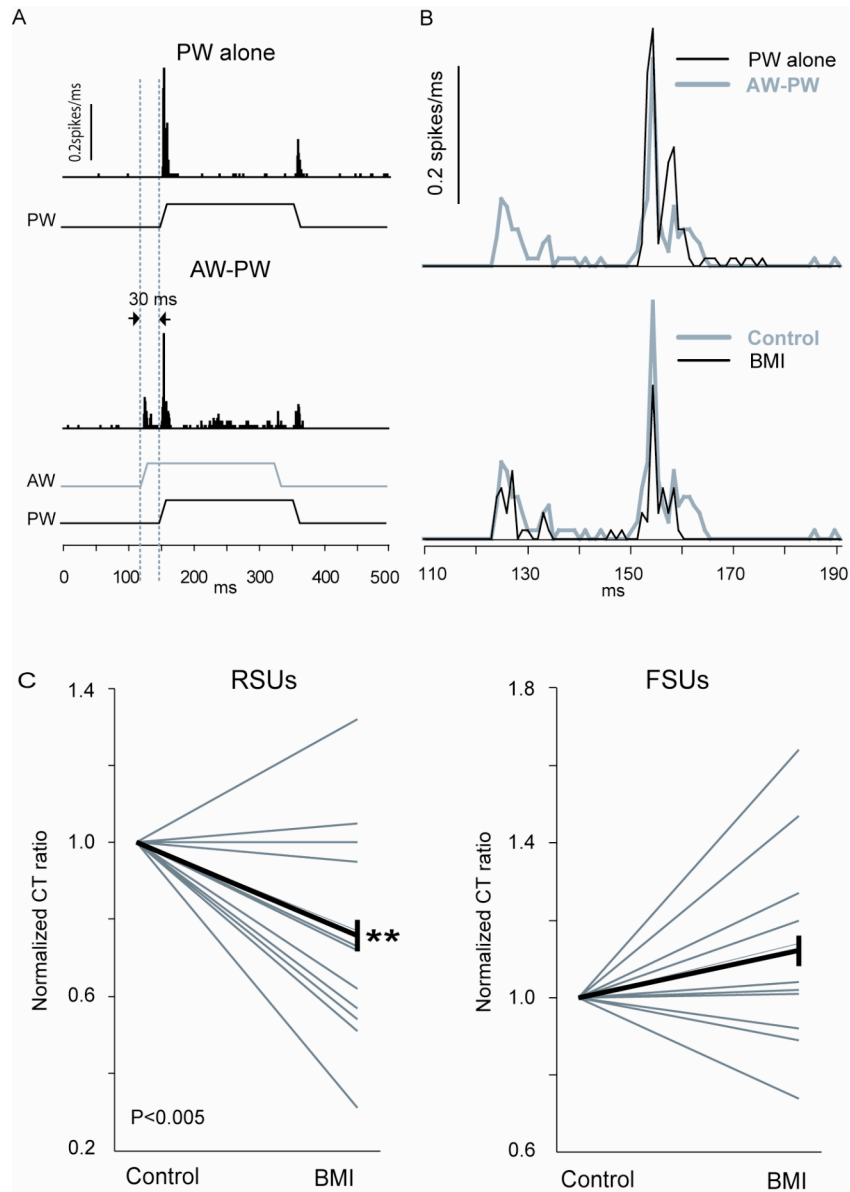 A
PW alone
0.2spikes/ms
PW
AW-PW
30 ms
AW
PW
0 100 200 300 400 500
ms
B
PW alone
AW-PW
0.2 spikes/ms
Control
BMI
110 130 150 170 190
ms
C
RSUs
Normalized CT ratio
1.4
1.0
0.6
0.2
**
P<0.005
Control BMI
FSUs
Normalized CT ratio
1.8
1.4
1.0
0.6
Control BMI